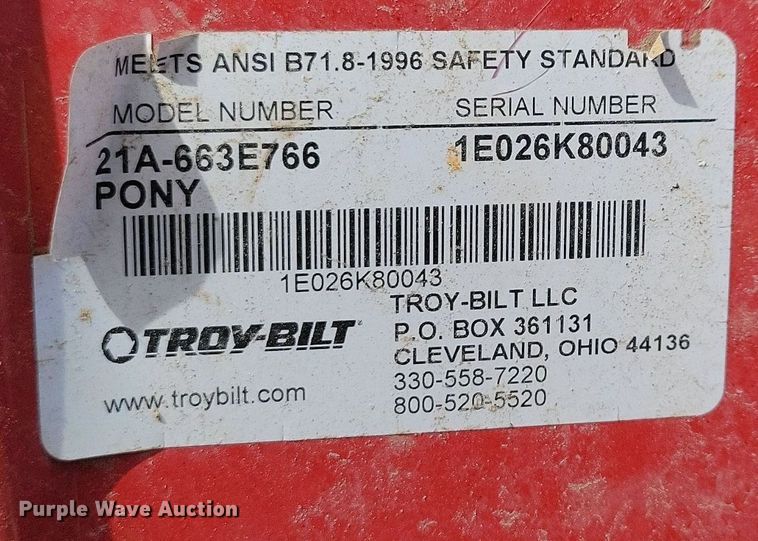 MEETS ANSI B71.8-1996 SAFETY STANDARD
MODEL NUMBER SERIAL NUMBER
21A-663E766 1E026K80043
PONY
1E026K80043
TROY-BILT TROY-BILT LLC
P.O. BOX 361131
CLEVELAND, OHIO 44136
www.troybilt.com 330-558-7220
800-520-5520
Purple Wave Auction